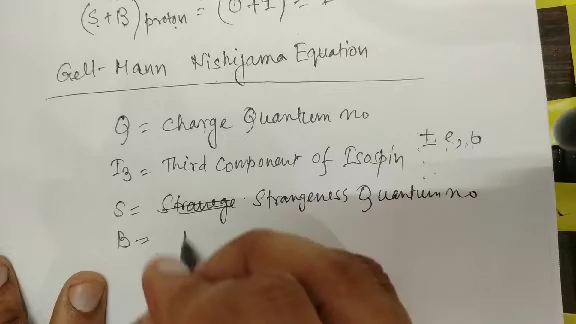 (S+B)proton = (0+1) =
Gell-Mann Nishijama Equation
Q = Charge Quantum no
I3 = Third Component of Isospin ± e, 0
S = Strangeness Quantum no
B =